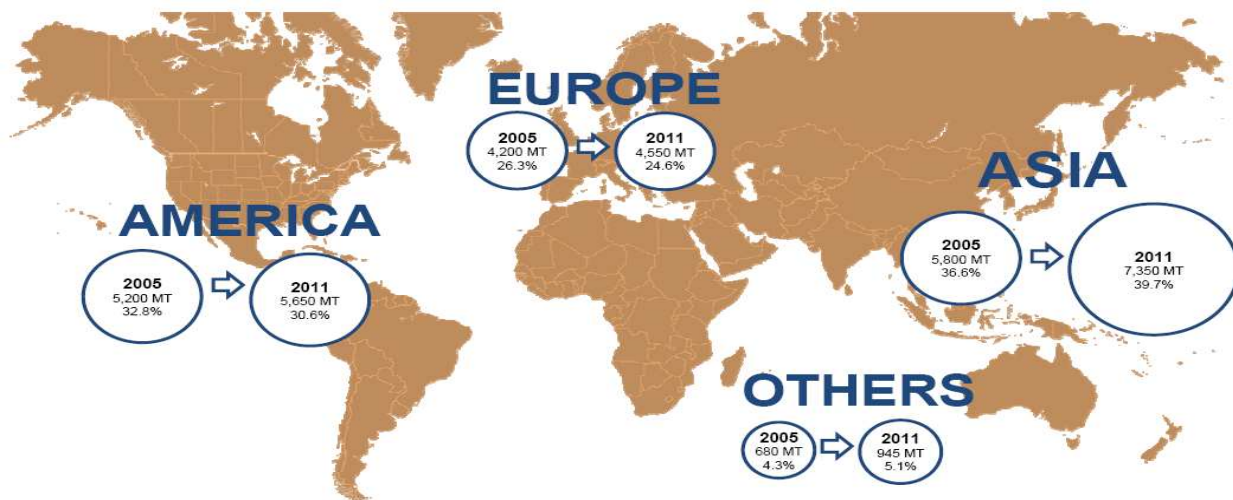 EUROPE
2005
4,200 MT
26.3%
2011
4,550 MT
24.6%
ASIA
2005
5,800 MT
36.6%
2011
7,350 MT
39.7%
AMERICA
2005
5,200 MT
32.8%
2011
5,650 MT
30.6%
OTHERS
2005
680 MT
4.3%
2011
945 MT
5.1%